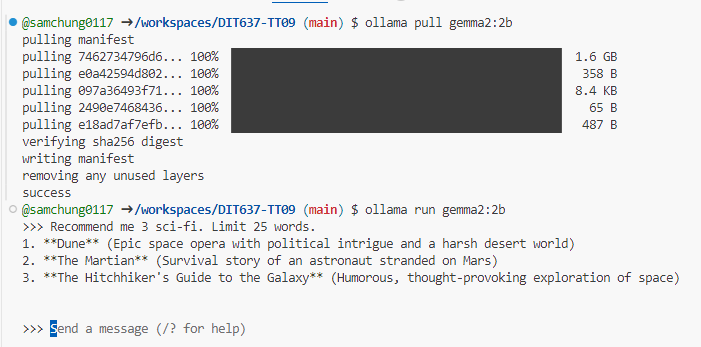 @samchung0117 ➜/workspaces/DIT637-TT09 (main) $ ollama pull gemma2:2b
pulling manifest
pulling 7462734796d6... 100% 1.6 GB
pulling e0a42594d802... 100% 358 B
pulling 097a36493f71... 100% 8.4 KB
pulling 2490e7468436... 100% 65 B
pulling e18ad7af7efb... 100% 487 B
verifying sha256 digest
writing manifest
removing any unused layers
success
@samchung0117 ➜/workspaces/DIT637-TT09 (main) $ ollama run gemma2:2b
>>> Recommend me 3 sci-fi. Limit 25 words.
1. **Dune** (Epic space opera with political intrigue and a harsh desert world)
2. **The Martian** (Survival story of an astronaut stranded on Mars)
3. **The Hitchhiker's Guide to the Galaxy** (Humorous, thought-provoking exploration of space)
>>> Send a message (/? for help)